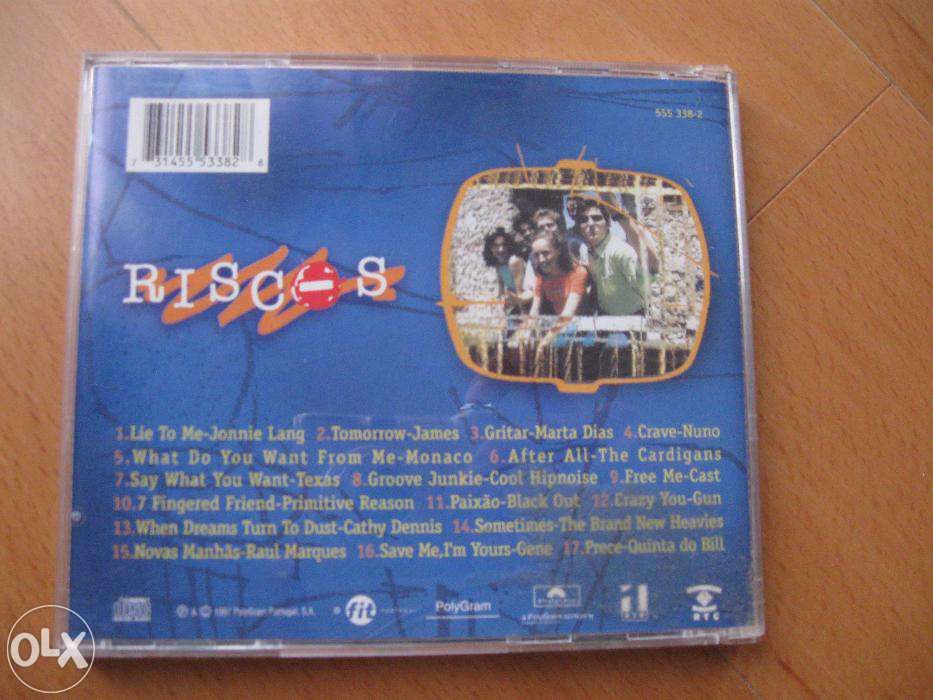 555 338-2
7 31455 53382 8
RISCOS
1.Lie To Me-Jonnie Lang 2.Tomorrow-James 3.Gritar-Marta Dias 4.Crave-Nuno
5.What Do You Want From Me-Monaco 6.After All-The Cardigans
7.Say What You Want-Texas 8.Groove Junkie-Cool Hipnoise 9.Free Me-Cast
10.7 Fingered Friend-Primitive Reason 11.Paixão-Black Out 12.Crazy You-Gun
13.When Dreams Turn To Dust-Cathy Dennis 14.Sometimes-The Brand New Heavies
15.Novas Manhãs-Raul Marques 16.Save Me,I'm Yours-Gene 17.Prece-Quinta do Bill
℗ & © 1997 PolyGram Portugal, S.A. PolyGram RTC
OLX